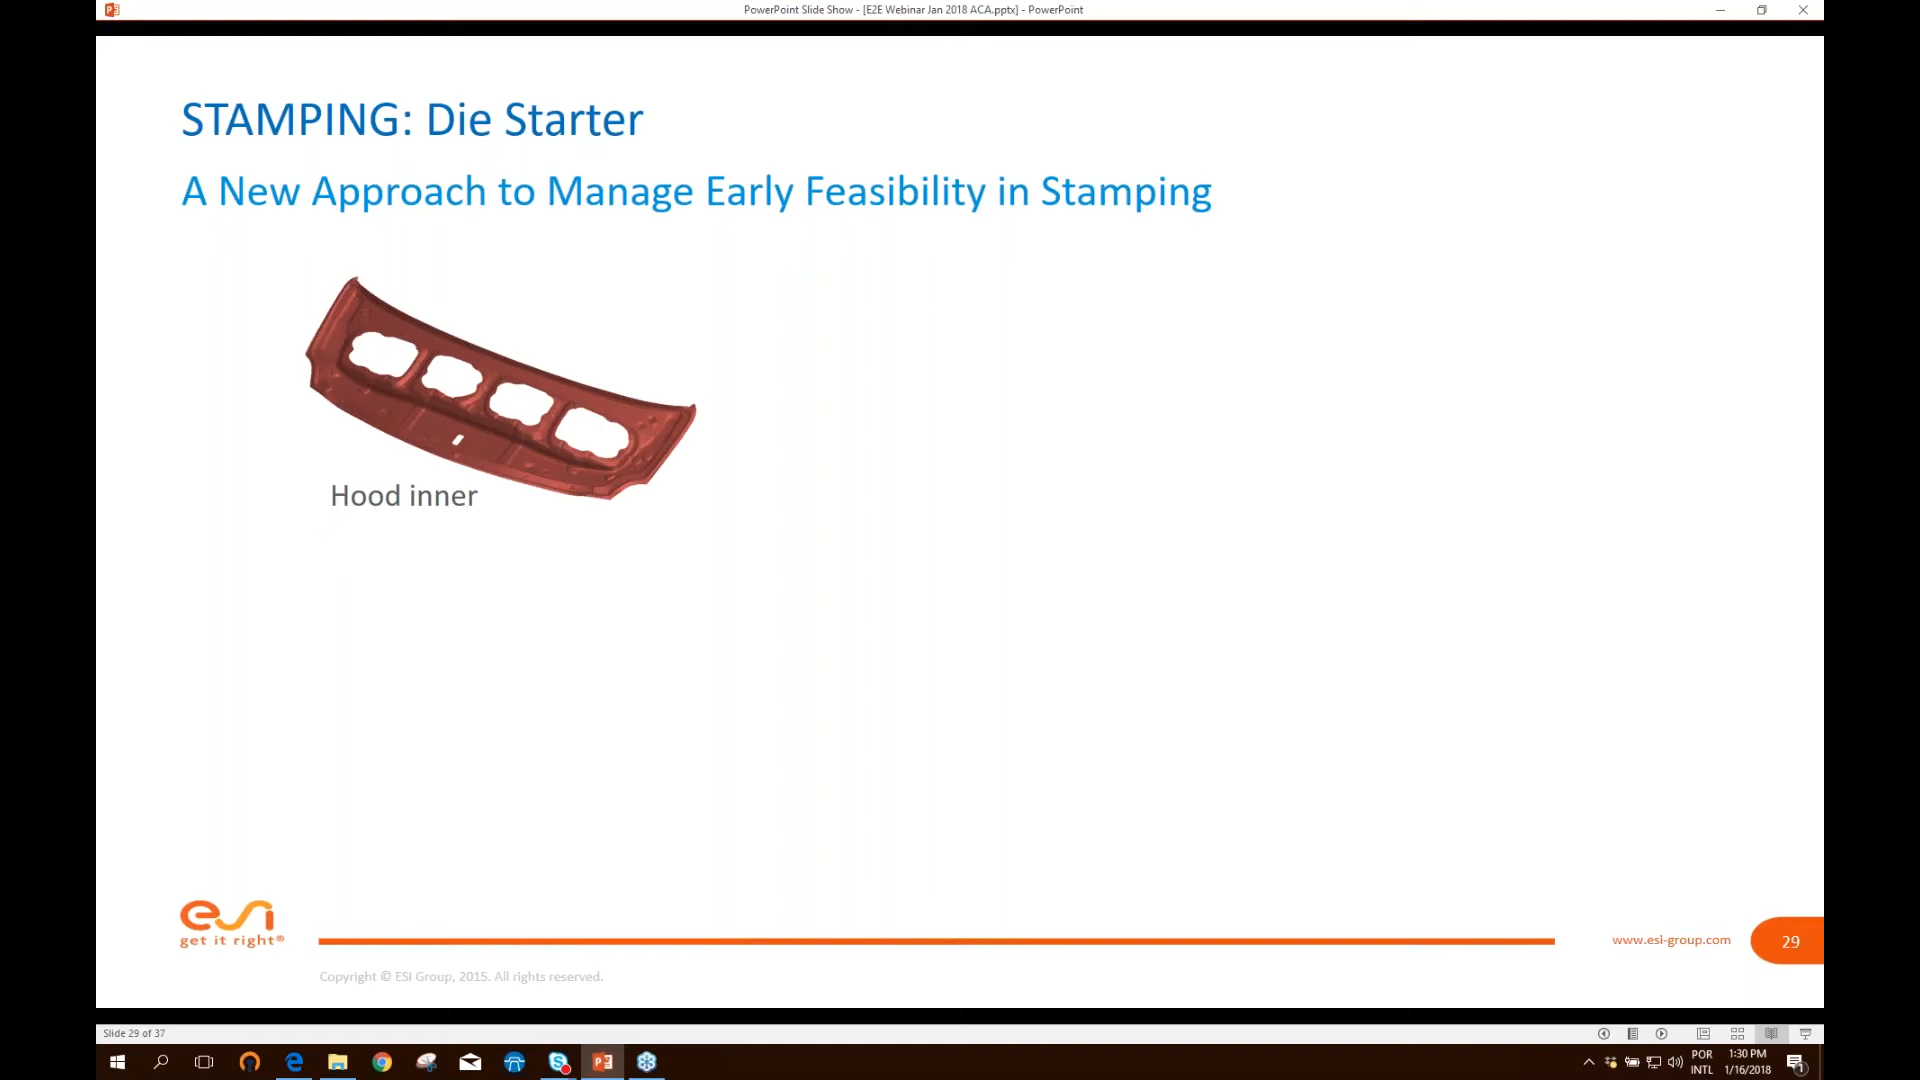 PowerPoint Slide Show - [E2E Webinar Jan 2018 ACA.pptx] - PowerPoint
STAMPING: Die Starter
A New Approach to Manage Early Feasibility in Stamping
Hood inner
esi
get it right®
www.esi-group.com
29
Copyright © ESI Group, 2015. All rights reserved.
Slide 29 of 37
POR
INTL
1:30 PM
1/16/2018
1